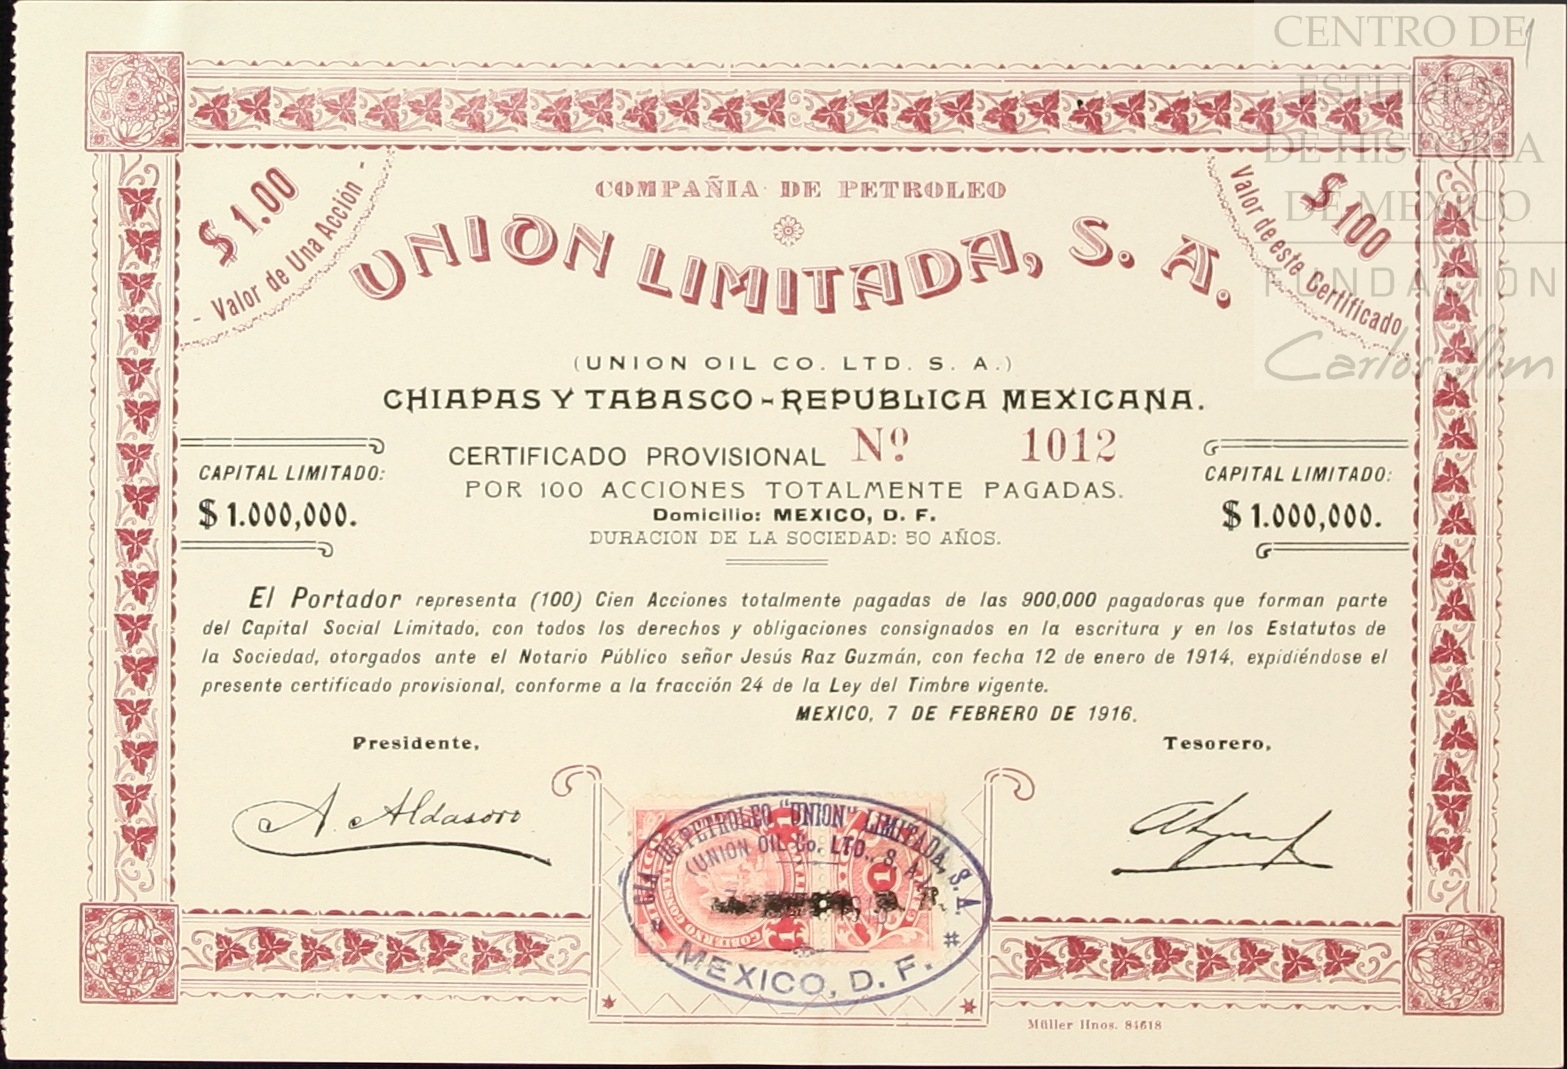 CENTRO DE
ESTUDIOS
DE HISTORIA
DE MEXICO
FUNDACIÓN
Carlos Slim
$ 1.00
- Valor de Una Acción -
$ 100
Valor de este Certificado
COMPAÑIA DE PETROLEO
UNION LIMITADA, S. A.
(UNION OIL CO. LTD. S. A.)
CHIAPAS Y TABASCO - REPUBLICA MEXICANA.
CERTIFICADO PROVISIONAL Nº 1012
POR 100 ACCIONES TOTALMENTE PAGADAS.
Domicilio: MEXICO, D. F.
DURACION DE LA SOCIEDAD: 50 AÑOS.
CAPITAL LIMITADO:
$ 1.000,000.
CAPITAL LIMITADO:
$ 1.000,000.
El Portador representa (100) Cien Acciones totalmente pagadas de las 900,000 pagadoras que forman parte
del Capital Social Limitado, con todos los derechos y obligaciones consignados en la escritura y en los Estatutos de
la Sociedad, otorgados ante el Notario Público señor Jesús Raz Guzmán, con fecha 12 de enero de 1914, expidiéndose el
presente certificado provisional, conforme a la fracción 24 de la Ley del Timbre vigente.
MEXICO, 7 DE FEBRERO DE 1916.
Presidente,
Tesorero,
A. Aldasoro
CIA. DE PETROLEO "UNION" LIMITADA, S. A.
(UNION OIL Co. LTD., S. A.)
MEXICO, D. F.
Müller Hnos. 84618